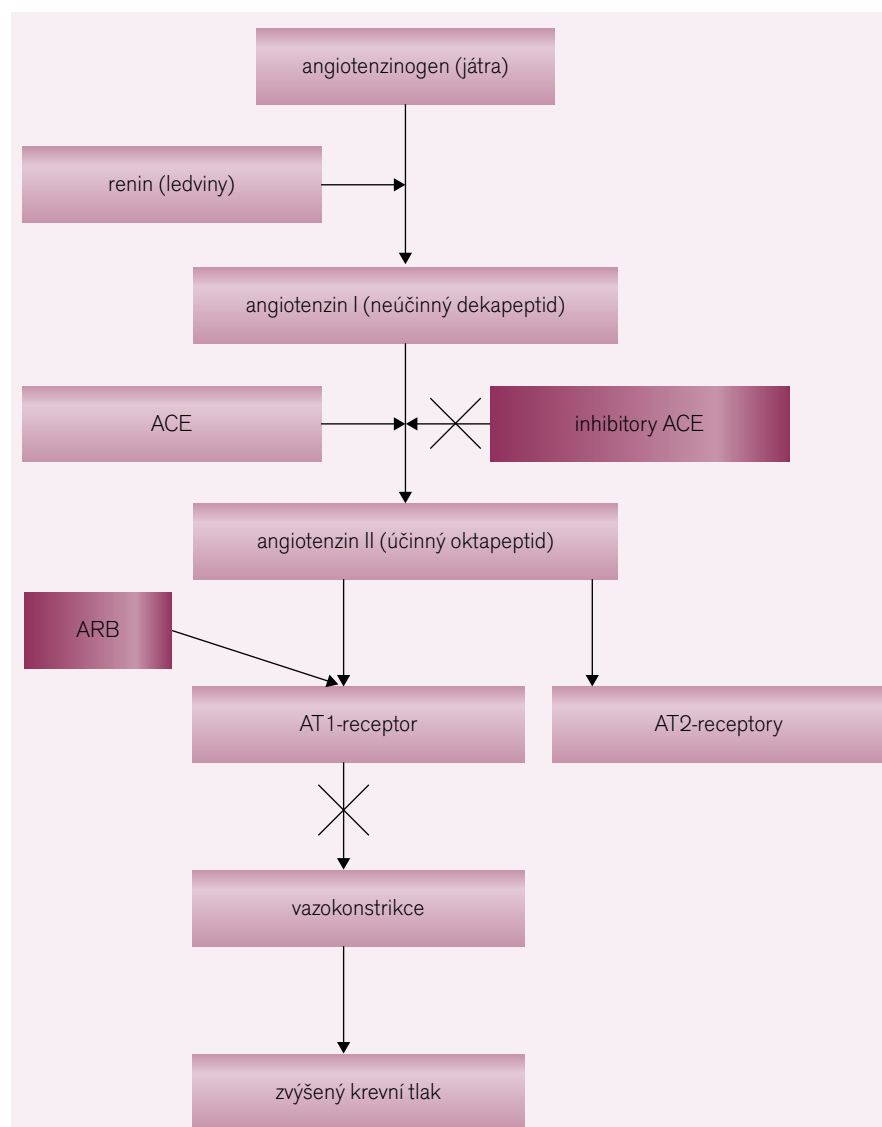 angiotenzinogen (játra)
renin (ledviny)
angiotenzin I (neúčinný dekapeptid)
ACE
inhibitory ACE
angiotenzin II (účinný oktapeptid)
ARB
AT1-receptor
AT2-receptory
vazokonstrikce
zvýšený krevní tlak